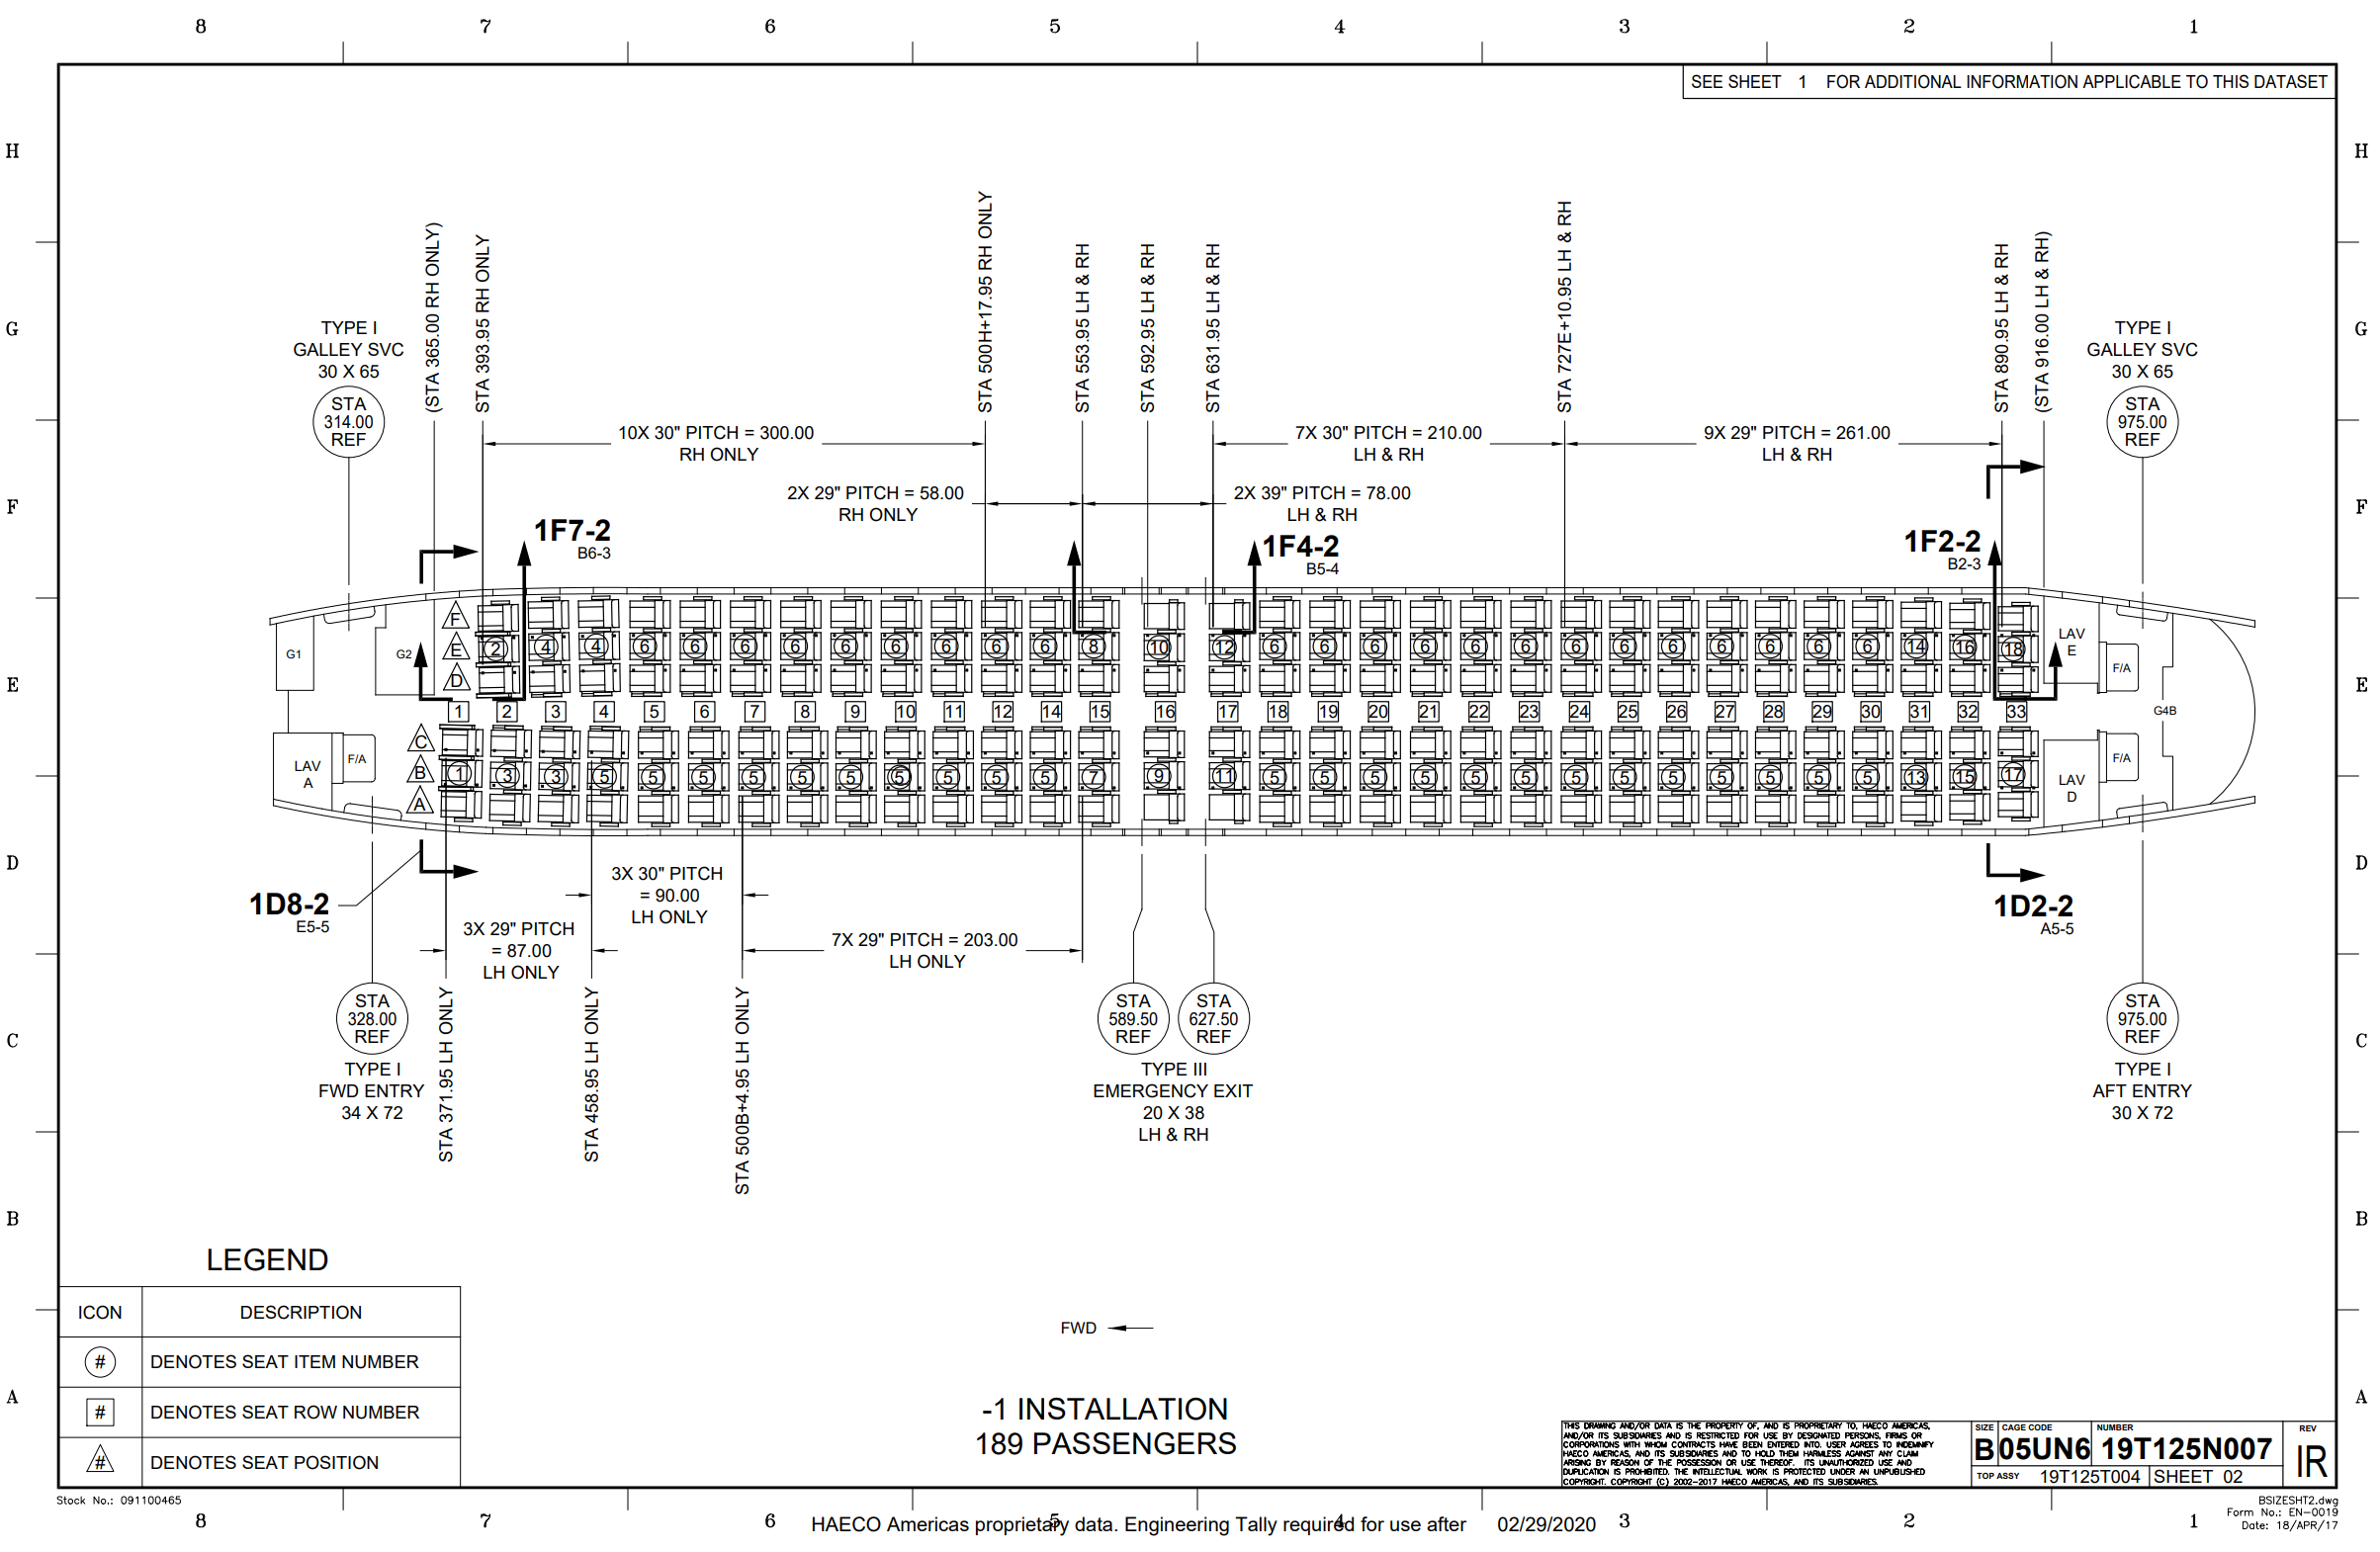 8 7 6 5 4 3 2 1
SEE SHEET 1 FOR ADDITIONAL INFORMATION APPLICABLE TO THIS DATASET
H H
G G
F F
E E
D D
C C
B B
A A
(STA 365.00 RH ONLY)
STA 393.95 RH ONLY
STA 500H+17.95 RH ONLY
STA 553.95 LH & RH
STA 592.95 LH & RH
STA 631.95 LH & RH
STA 727E+10.95 LH & RH
STA 890.95 LH & RH
(STA 916.00 LH & RH)
TYPE I
GALLEY SVC
30 X 65
STA
314.00
REF
TYPE I
GALLEY SVC
30 X 65
STA
975.00
REF
10X 30" PITCH = 300.00
RH ONLY
7X 30" PITCH = 210.00
LH & RH
9X 29" PITCH = 261.00
LH & RH
2X 29" PITCH = 58.00
RH ONLY
2X 39" PITCH = 78.00
LH & RH
1F7-2
B6-3
1F4-2
B5-4
1F2-2
B2-3
G1
G2
F
E
D
2 4 4 6 6 6 6 6 6 6 6 6 8 10 12 6 6 6 6 6 6 6 6 6 6 6 6 6 14 16 18
LAV
E
F/A
1 2 3 4 5 6 7 8 9 10 11 12 14 15 16 17 18 19 20 21 22 23 24 25 26 27 28 29 30 31 32 33
G4B
C
B
A
LAV
A
F/A
1 3 3 5 5 5 5 5 5 5 5 5 5 7 9 11 5 5 5 5 5 5 5 5 5 5 5 5 5 13 15 17
F/A
LAV
D
1D8-2
E5-5
3X 30" PITCH
= 90.00
LH ONLY
3X 29" PITCH
= 87.00
LH ONLY
7X 29" PITCH = 203.00
LH ONLY
1D2-2
A5-5
STA
328.00
REF
TYPE I
FWD ENTRY
34 X 72
STA 371.95 LH ONLY
STA 458.95 LH ONLY
STA 500B+4.95 LH ONLY
STA
589.50
REF
STA
627.50
REF
TYPE III
EMERGENCY EXIT
20 X 38
LH & RH
STA
975.00
REF
TYPE I
AFT ENTRY
30 X 72
LEGEND
ICON DESCRIPTION
# DENOTES SEAT ITEM NUMBER
# DENOTES SEAT ROW NUMBER
# DENOTES SEAT POSITION
FWD
-1 INSTALLATION
189 PASSENGERS
THIS DRAWING AND/OR DATA IS THE PROPERTY OF, AND IS PROPRIETARY TO, HAECO AMERICAS,
AND/OR ITS SUBSIDIARIES AND IS RESTRICTED FOR USE BY DESIGNATED PERSONS, FIRMS OR
CORPORATIONS WITH WHOM CONTRACTS HAVE BEEN ENTERED INTO. USER AGREES TO INDEMNIFY
HAECO AMERICAS, AND ITS SUBSIDIARIES AND TO HOLD THEM HARMLESS AGAINST ANY CLAIM
ARISING BY REASON OF THE POSSESSION OR USE THEREOF. ITS UNAUTHORIZED USE AND
DUPLICATION IS PROHIBITED. THE INTELLECTUAL WORK IS PROTECTED UNDER AN UNPUBLISHED
COPYRIGHT. COPYRIGHT (C) 2002-2017 HAECO AMERICAS, AND ITS SUBSIDIARIES.
SIZE CAGE CODE NUMBER REV
B 05UN6 19T125N007 IR
TOP ASSY 19T125T004 SHEET 02
Stock No.: 091100465
BSIZESHT2.dwg
Form No.: EN-0019
Date: 18/APR/17
8 7 6 5 4 3 2 1
HAECO Americas proprietary data. Engineering Tally required for use after 02/29/2020